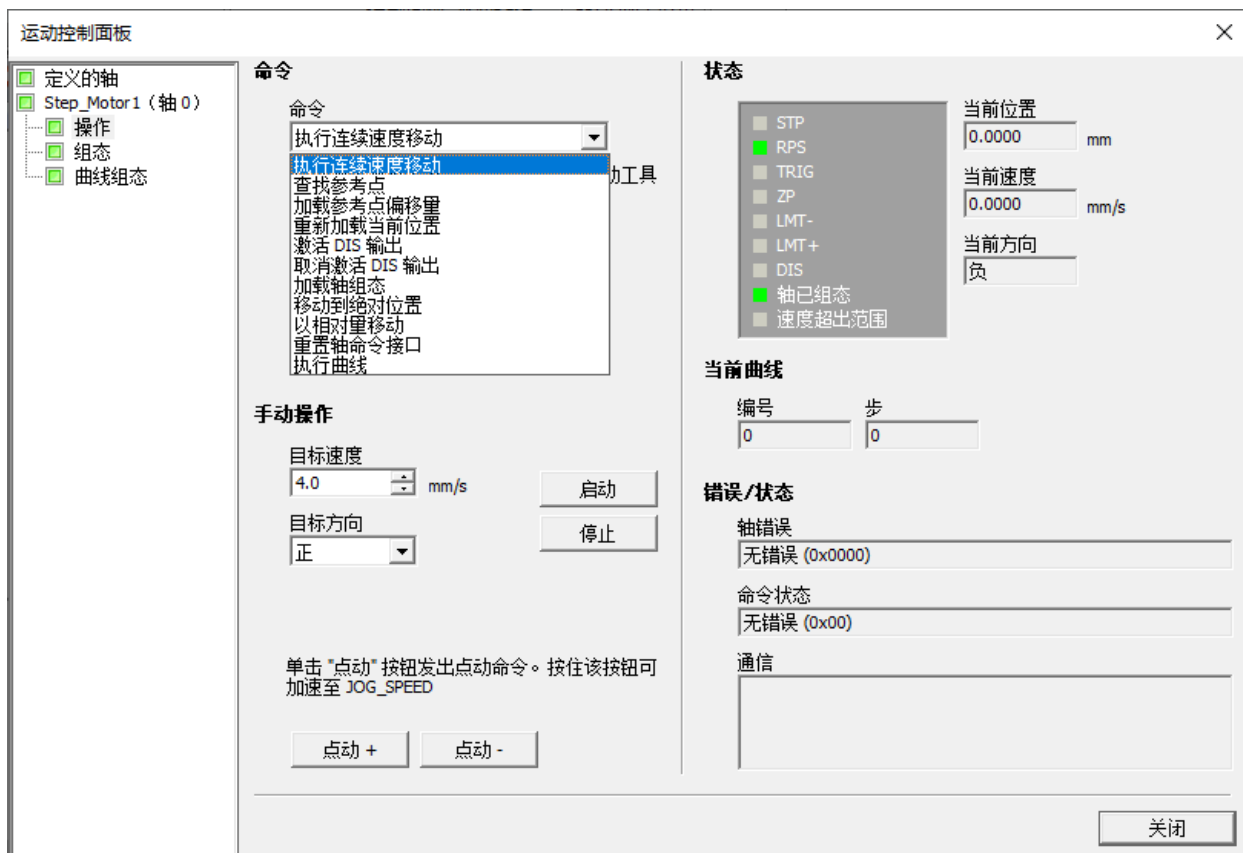 运动控制面板
定义的轴
Step_Motor1（轴 0）
操作
组态
曲线组态
命令
命令
执行连续速度移动
执行连续速度移动
查找参考点
加载参考点偏移量
重新加载当前位置
激活 DIS 输出
取消激活 DIS 输出
加载轴组态
移动到绝对位置
以相对量移动
重置轴命令接口
执行曲线
动工具
手动操作
目标速度
4.0 mm/s
启动
目标方向
正
停止
单击 "点动" 按钮发出点动命令。按住该按钮可
加速至 JOG_SPEED
点动 +
点动 -
状态
STP
RPS
TRIG
ZP
LMT-
LMT+
DIS
轴已组态
速度超出范围
当前位置
0.0000 mm
当前速度
0.0000 mm/s
当前方向
负
当前曲线
编号 步
0 0
错误/状态
轴错误
无错误 (0x0000)
命令状态
无错误 (0x00)
通信
关闭